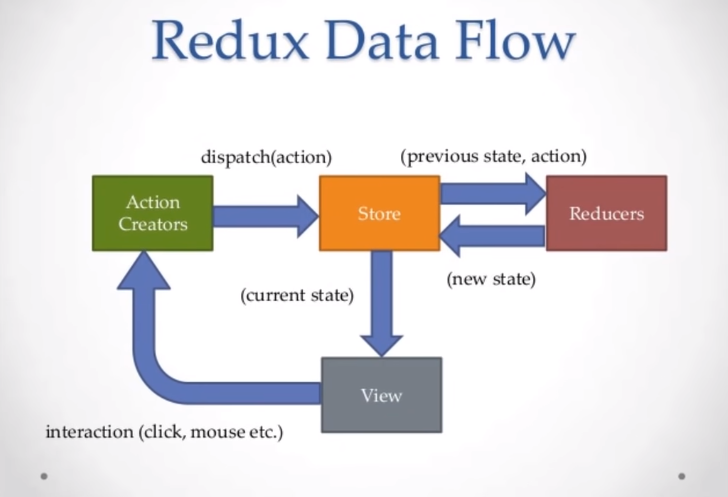 Redux Data Flow
dispatch(action)
(previous state, action)
Action
Creators
Store
Reducers
(new state)
(current state)
View
interaction (click, mouse etc.)